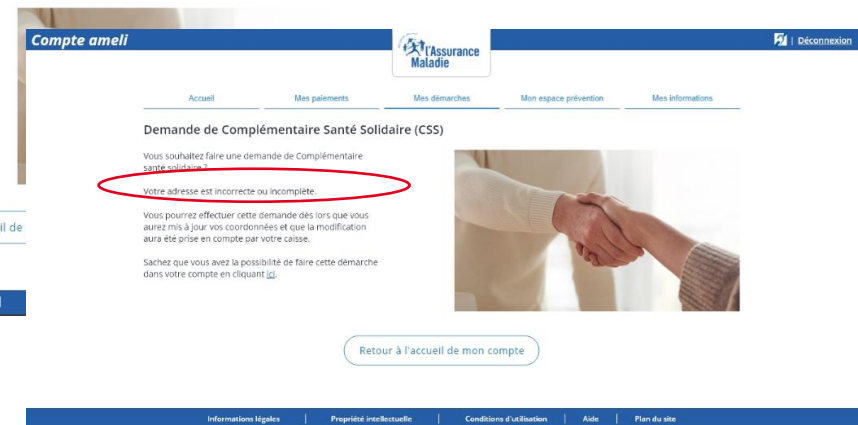 Compte ameli
l'Assurance
Maladie
| Déconnexion
Accueil
Mes paiements
Mes démarches
Mon espace prévention
Mes informations
Demande de Complémentaire Santé Solidaire (CSS)
Vous souhaitez faire une demande de Complémentaire
santé solidaire ?
Votre adresse est incorrecte ou incomplète.
Vous pourrez effectuer cette demande dès lors que vous
aurez mis à jour vos coordonnées et que la modification
aura été prise en compte par votre caisse.
Sachez que vous avez la possibilité de faire cette démarche
dans votre compte en cliquant ici.
il de
Retour à l'accueil de mon compte
Informations légales | Propriété intellectuelle | Conditions d'utilisation | Aide | Plan du site